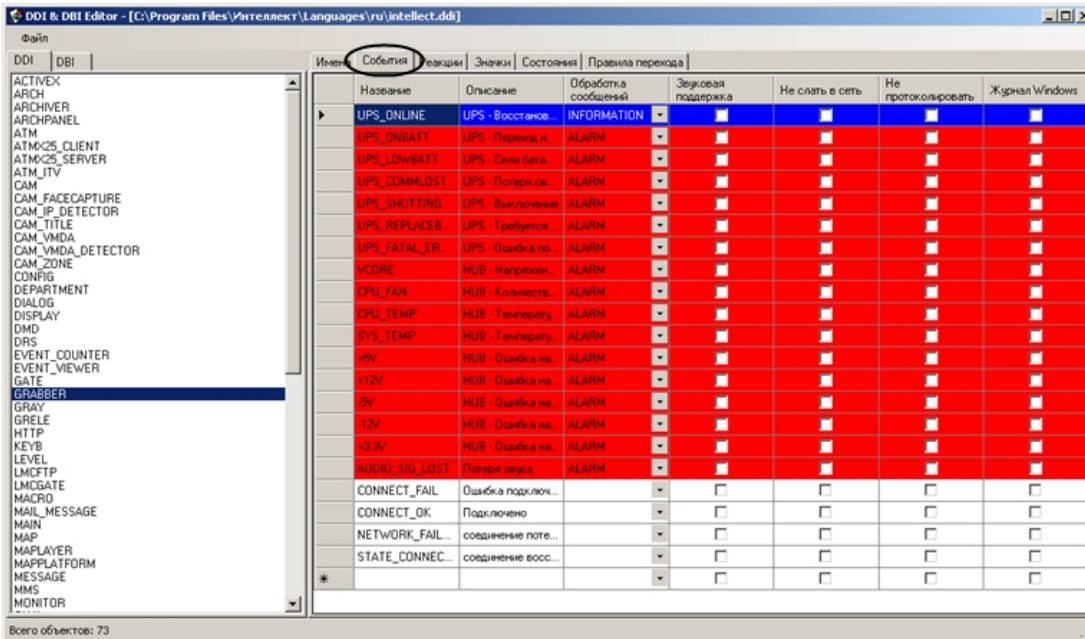 DDI & DBI Editor - [C:\Program Files\Интеллект\Languages\ru\intellect.ddi]
Файл
DDI DBI
Имена События Реакции Значки Состояния Правила перехода
ACTIVEX
ARCH
ARCHIVER
ARCHPANEL
ATM
ATMX25_CLIENT
ATMX25_SERVER
ATM_ITV
CAM
CAM_FACECAPTURE
CAM_IP_DETECTOR
CAM_TITLE
CAM_VMDA
CAM_VMDA_DETECTOR
CAM_ZONE
CONFIG
DEPARTMENT
DIALOG
DISPLAY
DMD
DRS
EVENT_COUNTER
EVENT_VIEWER
GATE
GRABBER
GRAY
GRELE
HTTP
KEYB
LEVEL
LMCFTP
LMCGATE
MACRO
MAIL_MESSAGE
MAIN
MAP
MAPLAYER
MAPPLATFORM
MESSAGE
MMS
MONITOR
Название Описание Обработка сообщений Звуковая поддержка Не слать в сеть Не протоколировать Журнал Windows
UPS_ONLINE UPS - Восстанов... INFORMATION
UPS_ONBATT UPS - Переход н... ALARM
UPS_LOWBATT UPS - Села бата... ALARM
UPS_COMMLOST UPS - Потеря св... ALARM
UPS_SHUTTING UPS - Выключение ALARM
UPS_REPLACEB... UPS - Требуется ... ALARM
UPS_FATAL_ER... UPS - Ошибка по... ALARM
VCORE HUB - Напряжен... ALARM
CPU_FAN HUB - Количеств... ALARM
CPU_TEMP HUB - Температу... ALARM
SYS_TEMP HUB - Температу... ALARM
+5V HUB - Ошибка на... ALARM
+12V HUB - Ошибка на... ALARM
-5V HUB - Ошибка на... ALARM
-12V HUB - Ошибка на... ALARM
+3.3V HUB - Ошибка на... ALARM
AUDIO_SIG_LOST Потеря звука ALARM
CONNECT_FAIL Ошибка подключ...
CONNECT_OK Подключено
NETWORK_FAIL... соединение поте...
STATE_CONNEC... соединение восс...
Всего объектов: 73